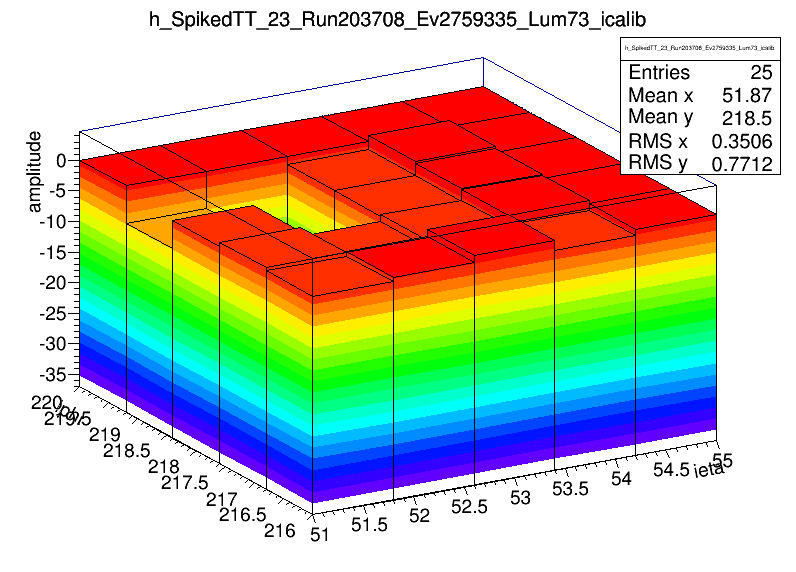 h_SpikedTT_23_Run203708_Ev2759335_Lum73_icalib
h_SpikedTT_23_Run203708_Ev2759335_Lum73_icalib
Entries 25
Mean x 51.87
Mean y 218.5
RMS x 0.3506
RMS y 0.7712
amplitude
0
-5
-10
-15
-20
-25
-30
-35
220
219.5
219
218.5
218
217.5
217
216.5
216
51
51.5
52
52.5
53
53.5
54
54.5
55
ieta